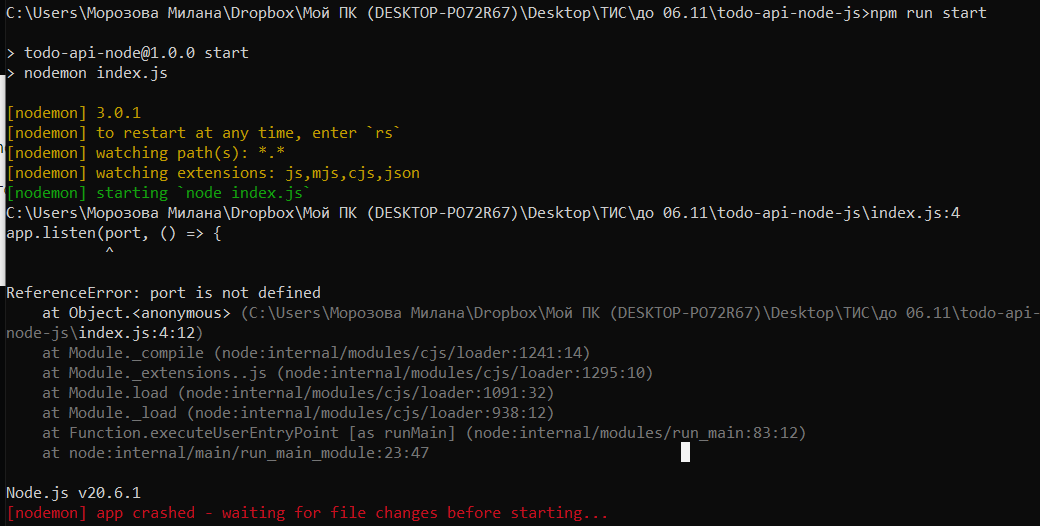 C:\Users\Морозова Милана\Dropbox\Мой ПК (DESKTOP-PO72R67)\Desktop\ТИС\до 06.11\todo-api-node-js>npm run start
> todo-api-node@1.0.0 start
> nodemon index.js
[nodemon] 3.0.1
[nodemon] to restart at any time, enter `rs`
[nodemon] watching path(s): *.*
[nodemon] watching extensions: js,mjs,cjs,json
[nodemon] starting `node index.js`
C:\Users\Морозова Милана\Dropbox\Мой ПК (DESKTOP-PO72R67)\Desktop\ТИС\до 06.11\todo-api-node-js\index.js:4
app.listen(port, () => {
           ^
ReferenceError: port is not defined
    at Object.<anonymous> (C:\Users\Морозова Милана\Dropbox\Мой ПК (DESKTOP-PO72R67)\Desktop\ТИС\до 06.11\todo-api-
node-js\index.js:4:12)
    at Module._compile (node:internal/modules/cjs/loader:1241:14)
    at Module._extensions..js (node:internal/modules/cjs/loader:1295:10)
    at Module.load (node:internal/modules/cjs/loader:1091:32)
    at Module._load (node:internal/modules/cjs/loader:938:12)
    at Function.executeUserEntryPoint [as runMain] (node:internal/modules/run_main:83:12)
    at node:internal/main/run_main_module:23:47
Node.js v20.6.1
[nodemon] app crashed - waiting for file changes before starting...